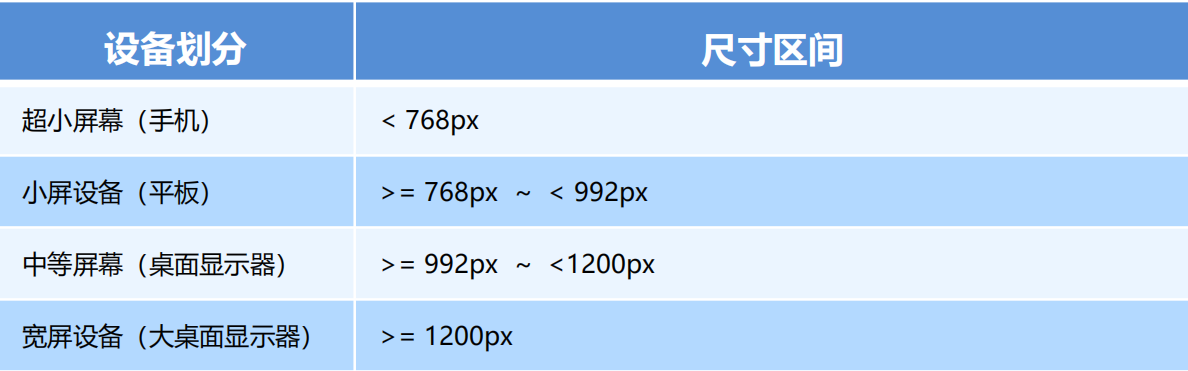 设备划分 尺寸区间
超小屏幕（手机） < 768px
小屏设备（平板） >= 768px ~ < 992px
中等屏幕（桌面显示器） >= 992px ~ <1200px
宽屏设备（大桌面显示器） >= 1200px